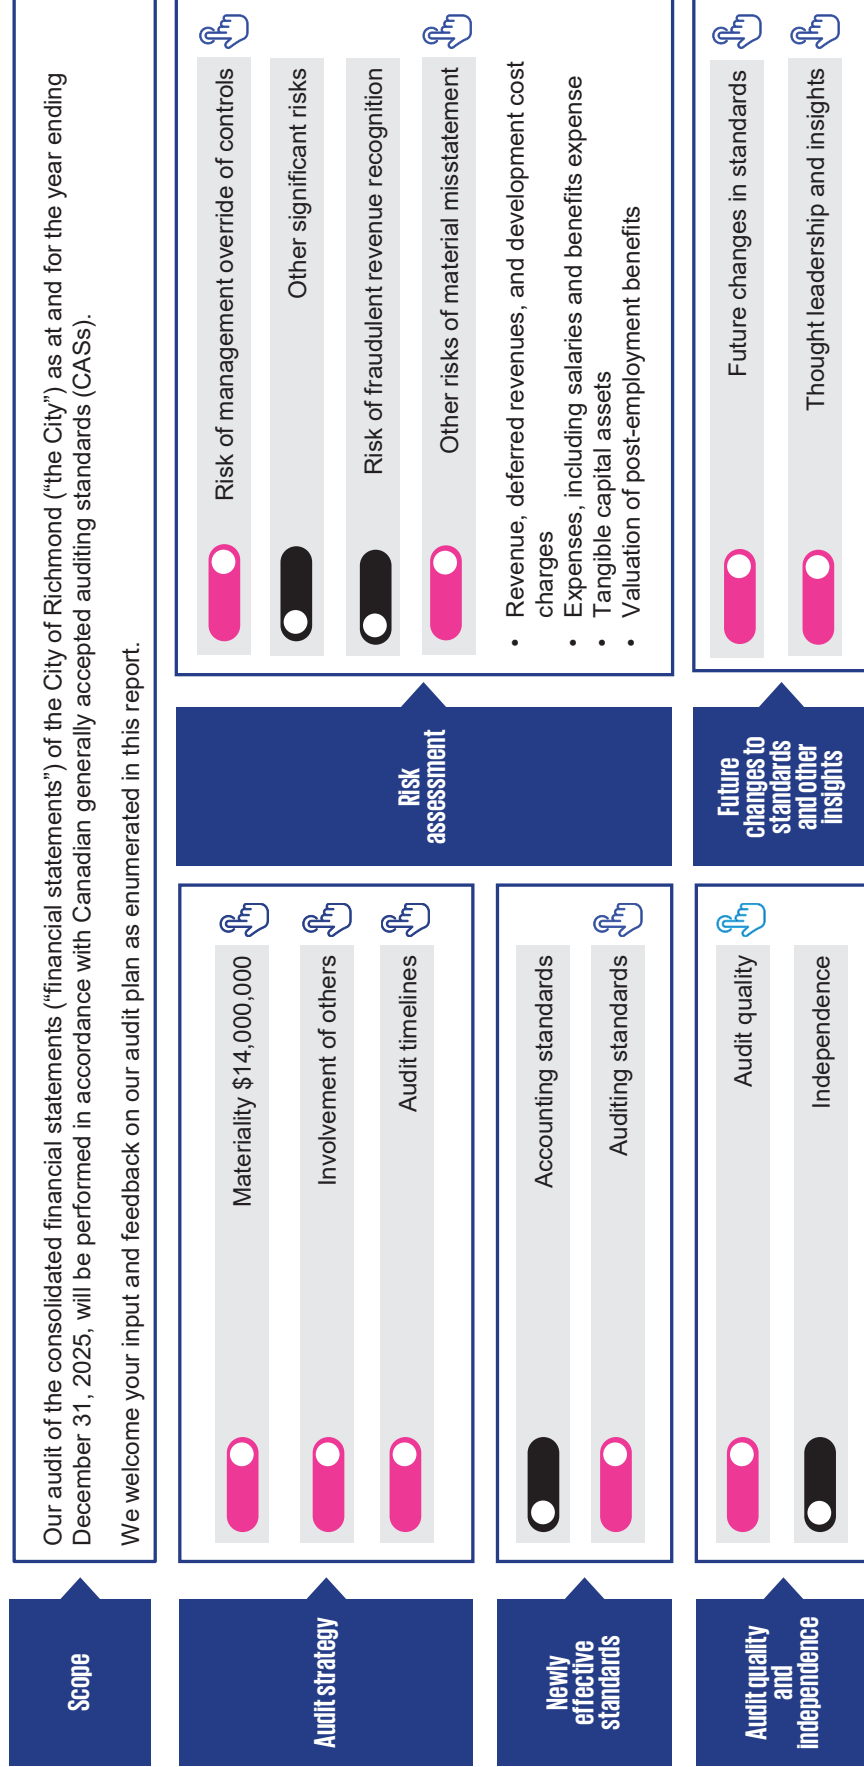 Scope
Our audit of the consolidated financial statements (“financial statements”) of the City of Richmond (“the City”) as at and for the year ending
December 31, 2025, will be performed in accordance with Canadian generally accepted auditing standards (CASs).
We welcome your input and feedback on our audit plan as enumerated in this report.
Audit strategy
Materiality $14,000,000
Involvement of others
Audit timelines
Newly
effective
standards
Accounting standards
Auditing standards
Audit quality
and
independence
Audit quality
Independence
Risk
assessment
Risk of management override of controls
Other significant risks
Risk of fraudulent revenue recognition
Other risks of material misstatement
• Revenue, deferred revenues, and development cost
charges
• Expenses, including salaries and benefits expense
• Tangible capital assets
• Valuation of post-employment benefits
Future
changes to
standards
and other
insights
Future changes in standards
Thought leadership and insights